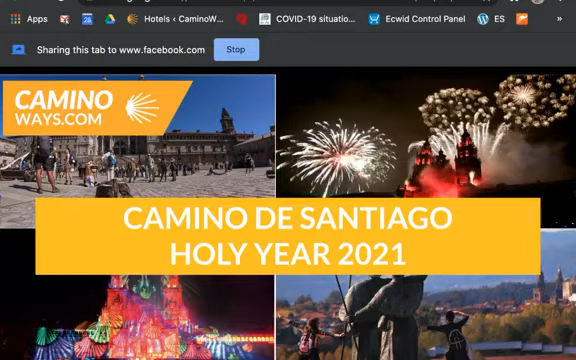 Apps
26
Hotels ‹ CaminoW...
COVID-19 situatio...
Ecwid Control Panel
ES
»
Sharing this tab to www.facebook.com
Stop
CAMINO
WAYS.COM
CAMINO DE SANTIAGO
HOLY YEAR 2021